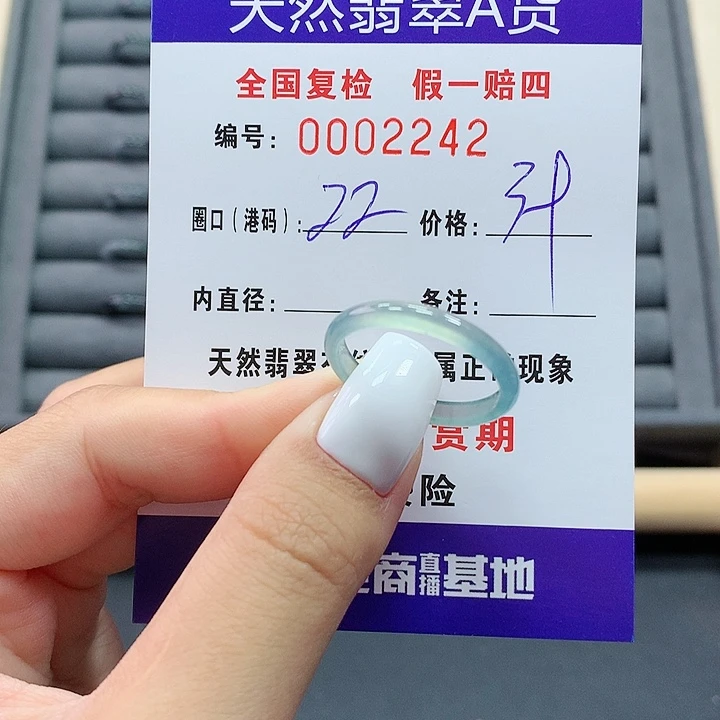 天然翡翠A货
全国复检 假一赔四
编号: 0002242
圈口(港码): 22 价格:
内直径: 备注:
天然翡翠 属正 现象
赏期
险
商直播基地